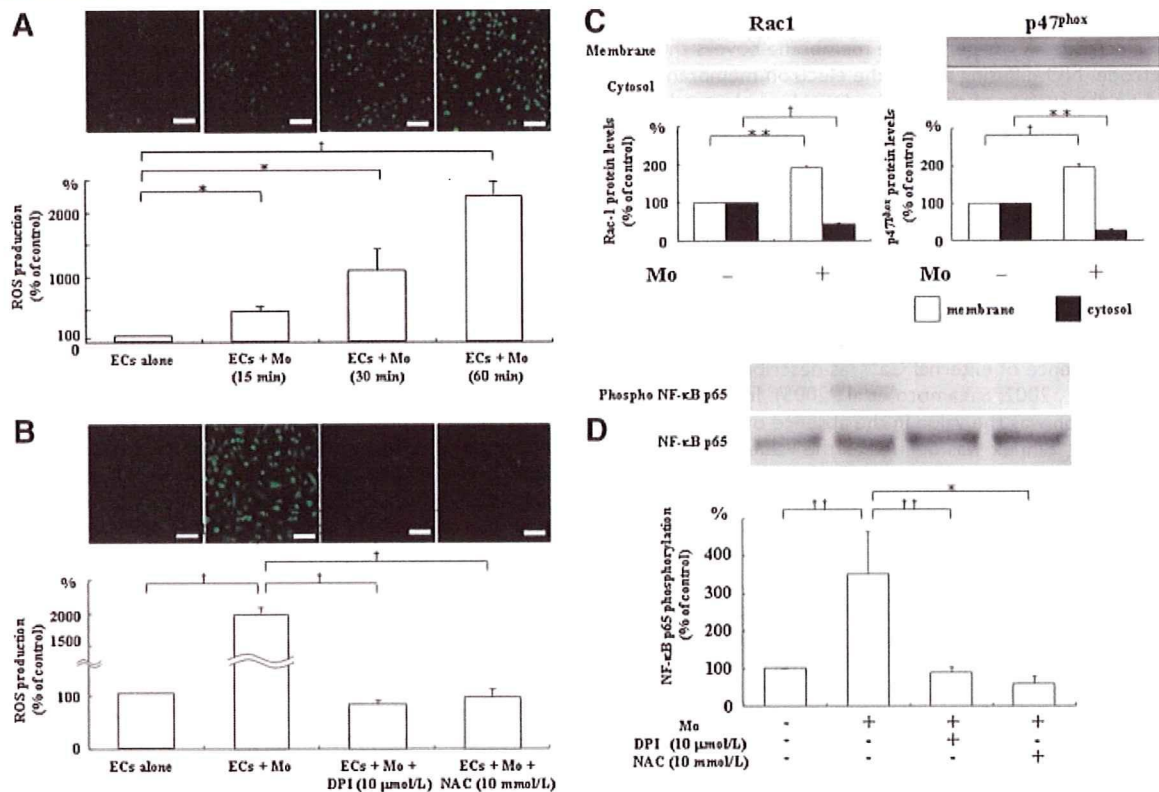 A
%
2000
1000
100
0
ROS production
(% of control)
*
*
†
ECs alone
ECs + Mo
(15 min)
ECs + Mo
(30 min)
ECs + Mo
(60 min)
B
%
2000
1500
100
0
ROS production
(% of control)
†
†
†
ECs alone
ECs + Mo
ECs + Mo +
DPI (10 μmol/L)
ECs + Mo +
NAC (10 mmol/L)
C
Rac1
p47phox
Membrane
Cytosol
%
200
100
0
Rac-1 protein levels
(% of control)
**
†
Mo
−
+
%
200
100
0
p47phox protein levels
(% of control)
†
**
Mo
−
+
membrane
cytosol
Phospho NF-κB p65
D
NF-κB p65
%
400
300
200
100
0
NF-κB p65 phosphorylation
(% of control)
††
††
*
Mo - + + +
DPI (10 μmol/L) - - + -
NAC (10 mmol/L) - - - +